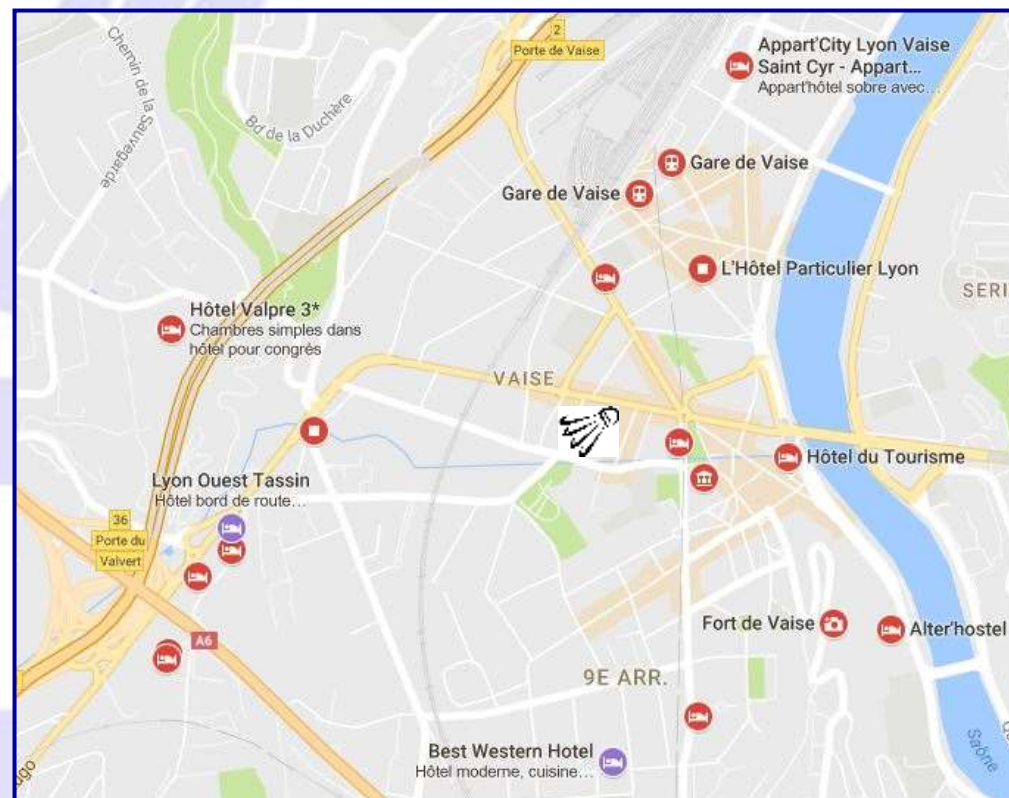 Chemin de la Sauvegarde
Bd de la Duchère
2
Porte de Vaise
Appart'City Lyon Vaise
Saint Cyr - Appart...
Appart'hôtel sobre avec...
Gare de Vaise
Gare de Vaise
L'Hôtel Particulier Lyon
SERI
Hôtel Valpre 3*
Chambres simples dans
hôtel pour congrès
VAISE
Hôtel du Tourisme
Lyon Ouest Tassin
Hôtel bord de route...
36
Porte du
Valvert
A6
Fort de Vaise
Alter'hostel
9E ARR.
Best Western Hotel
Hôtel moderne, cuisine...
Saône
ugo